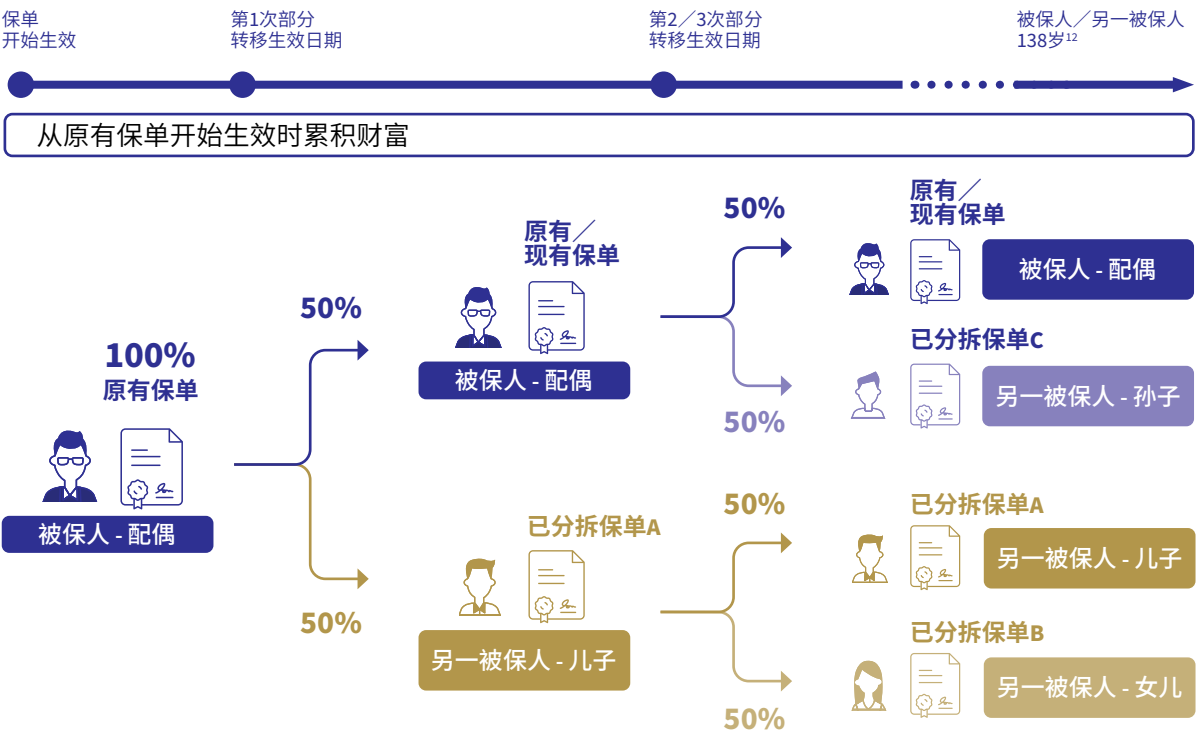 保单
开始生效
第1次部分
转移生效日期
第2／3次部分
转移生效日期
被保人／另一被保人
138岁12
从原有保单开始生效时累积财富
100%
原有保单
被保人 - 配偶
50%
原有／
现有保单
被保人 - 配偶
50%
已分拆保单A
另一被保人 - 儿子
50%
原有／
现有保单
被保人 - 配偶
已分拆保单C
另一被保人 - 孙子
50%
50%
已分拆保单A
另一被保人 - 儿子
已分拆保单B
另一被保人 - 女儿
50%